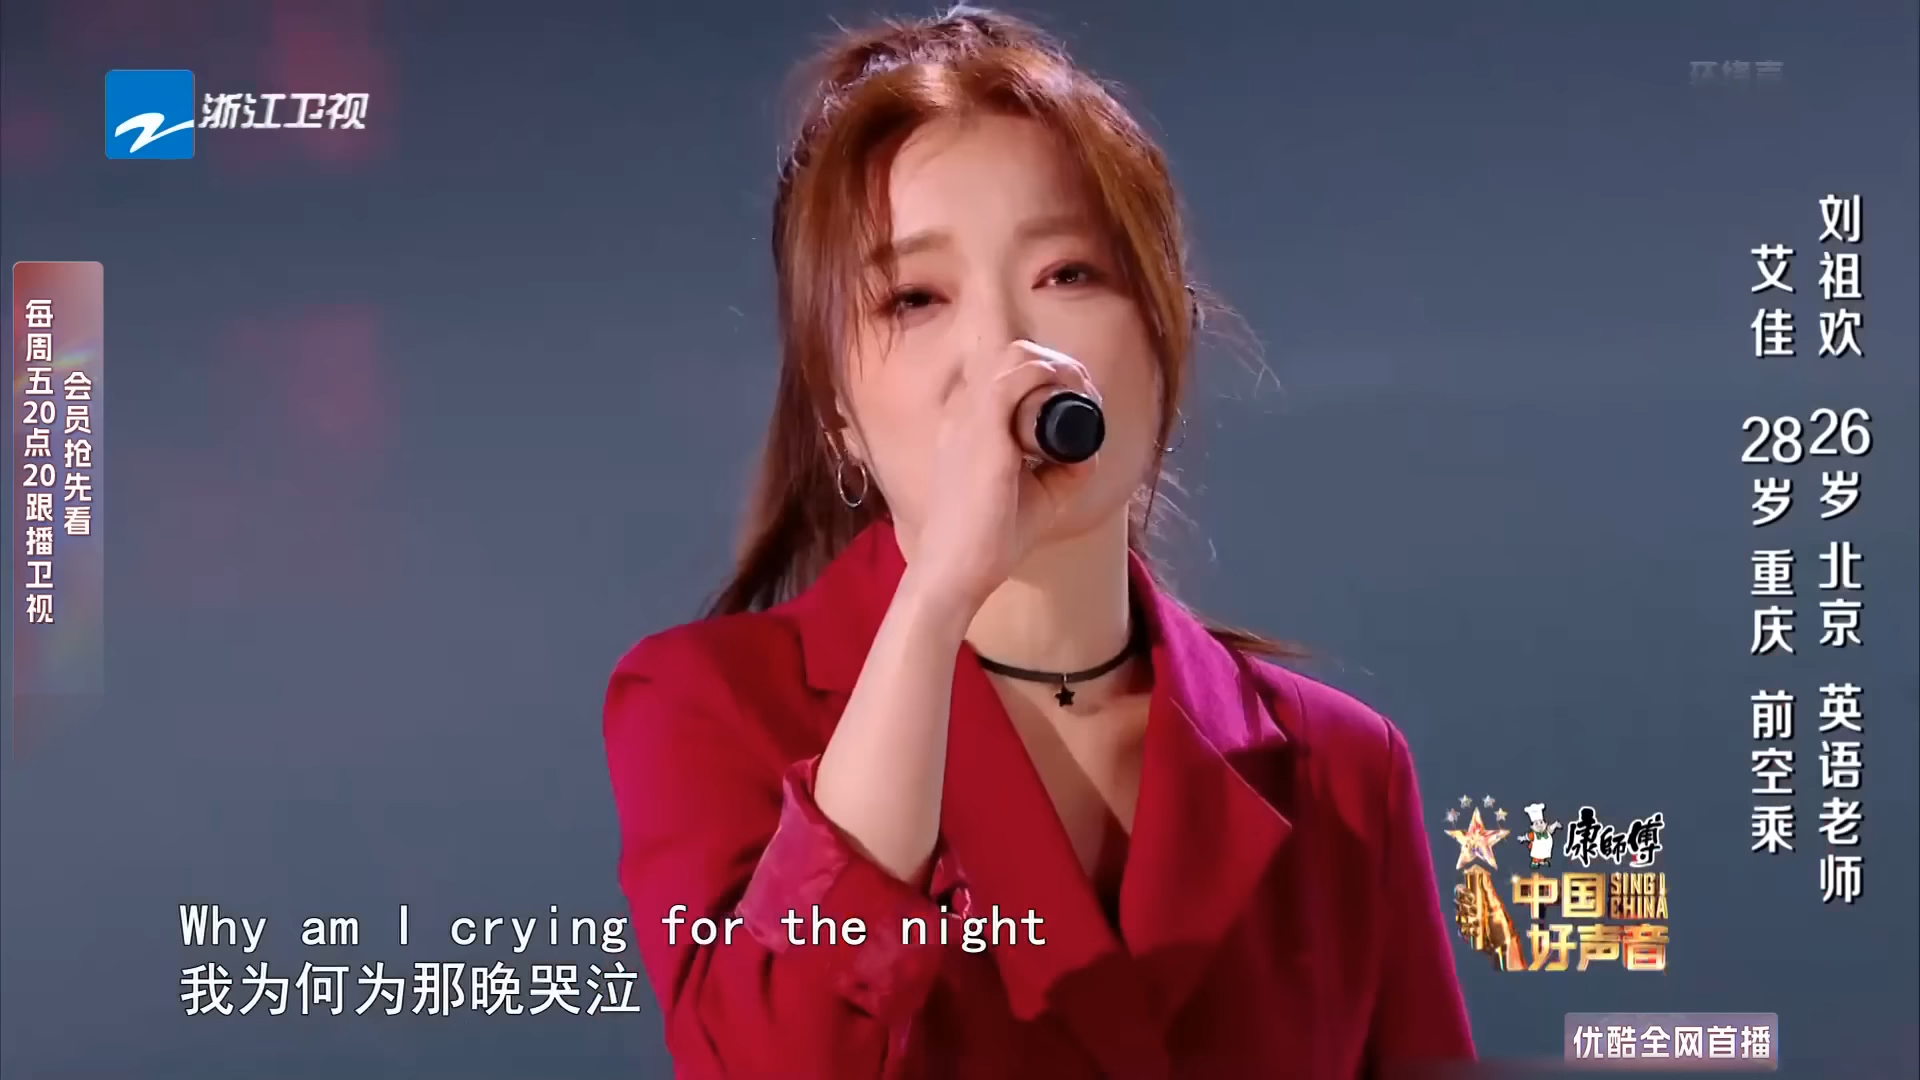 浙江卫视
环绕声
每周五20点20跟播卫视
会员抢先看
刘祖欢 26岁 北京 英语老师
艾佳 28岁 重庆 前空乘
康師傅
中国好声音
SING! CHINA
Why am I crying for the night
我为何为那晚哭泣
优酷全网首播